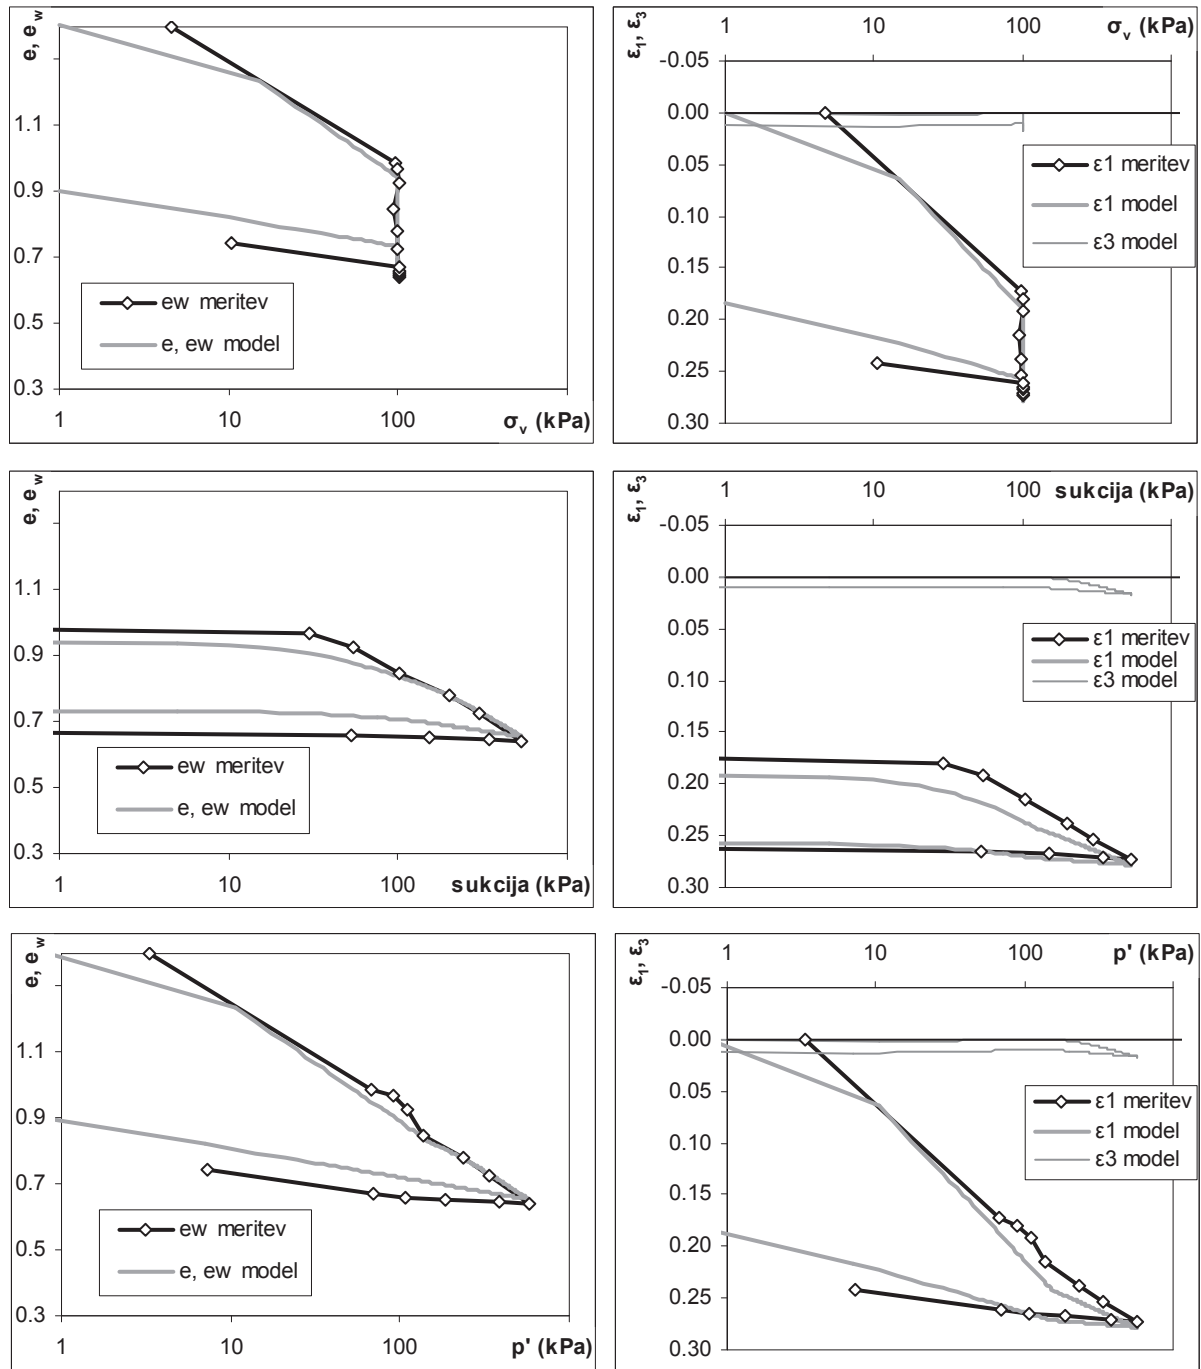 e, e_w
1.1
0.9
0.7
0.5
0.3
1
10
100
σ_v (kPa)
ew meritev
e, ew model
ε_1, ε_3
1
10
100
σ_v (kPa)
-0.05
0.00
0.05
0.10
0.15
0.20
0.25
0.30
ε1 meritev
ε1 model
ε3 model
e, e_w
1.1
0.9
0.7
0.5
0.3
1
10
100
sukcija (kPa)
ew meritev
e, ew model
ε_1, ε_3
1
10
100
sukcija (kPa)
-0.05
0.00
0.05
0.10
0.15
0.20
0.25
0.30
ε1 meritev
ε1 model
ε3 model
e, e_w
1.1
0.9
0.7
0.5
0.3
1
10
100
p' (kPa)
ew meritev
e, ew model
ε_1, ε_3
1
10
100
p' (kPa)
-0.05
0.00
0.05
0.10
0.15
0.20
0.25
0.30
ε1 meritev
ε1 model
ε3 model